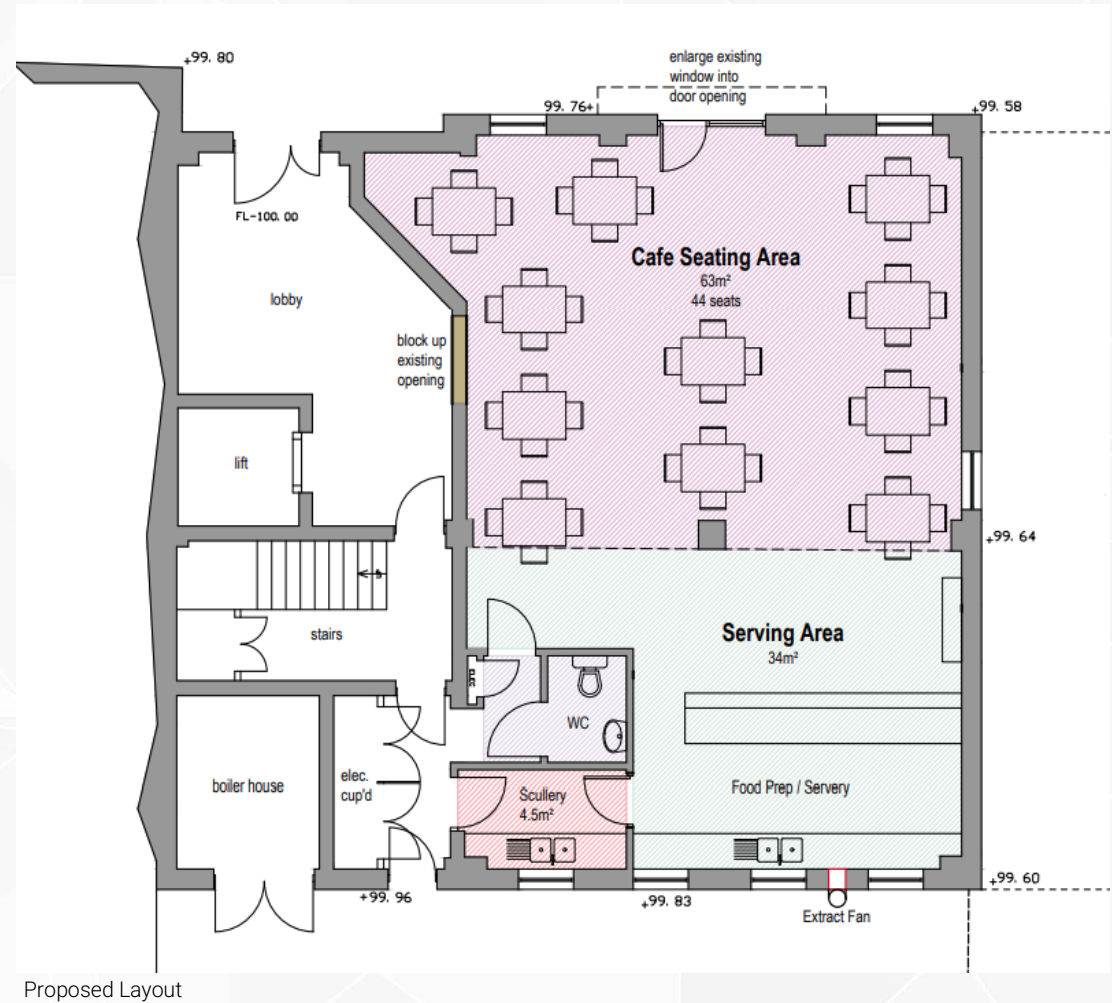 +99. 80
enlarge existing
window into
door opening
99. 76+
+99. 58
FL-100. 00
Cafe Seating Area
63m²
44 seats
lobby
block up
existing
opening
lift
+99. 64
up
stairs
Serving Area
34m²
ELEC
WC
boiler house
elec.
cup'd
Scullery
4.5m²
Food Prep / Servery
+99. 96
+99. 83
+99. 60
Extract Fan
Proposed Layout